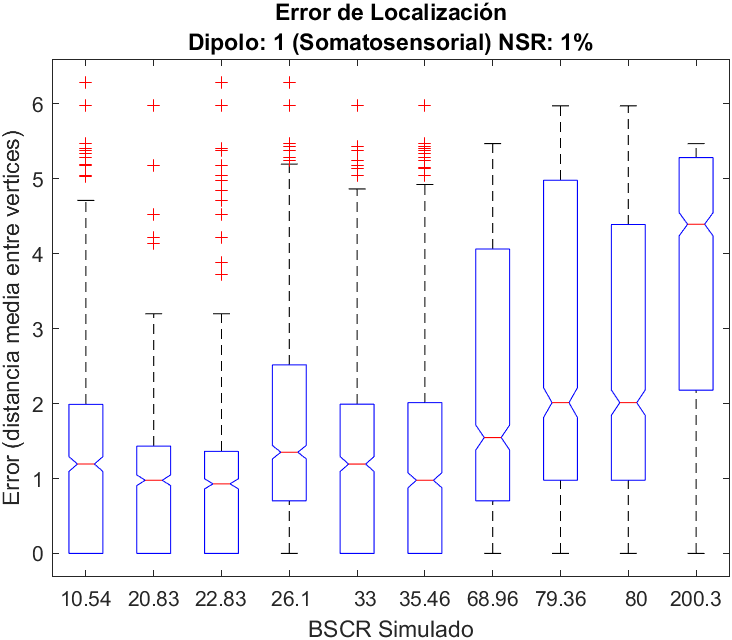 Error de Localización
Dipolo: 1 (Somatosensorial) NSR: 1%
Error (distancia media entre vertices)
6
5
4
3
2
1
0
10.54 20.83 22.83 26.1 33 35.46 68.96 79.36 80 200.3
BSCR Simulado